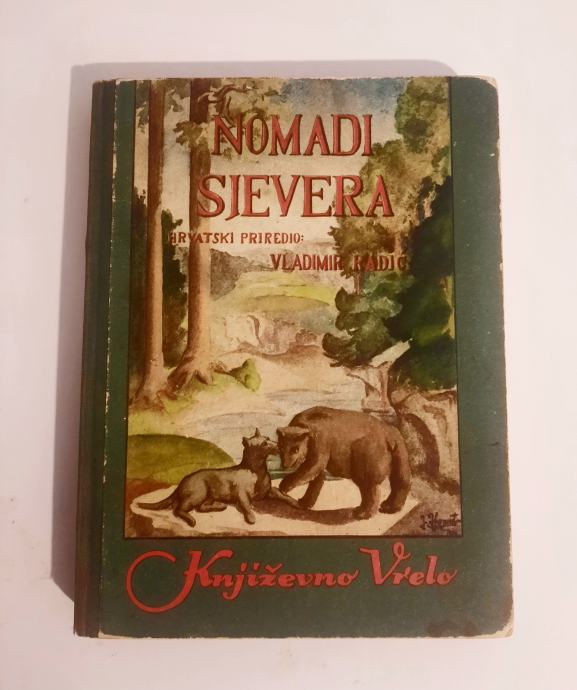 NOMADI
SJEVERA
HRVATSKI PRIREDIO:
VLADIMIR RADIĆ
Književno Vrelo